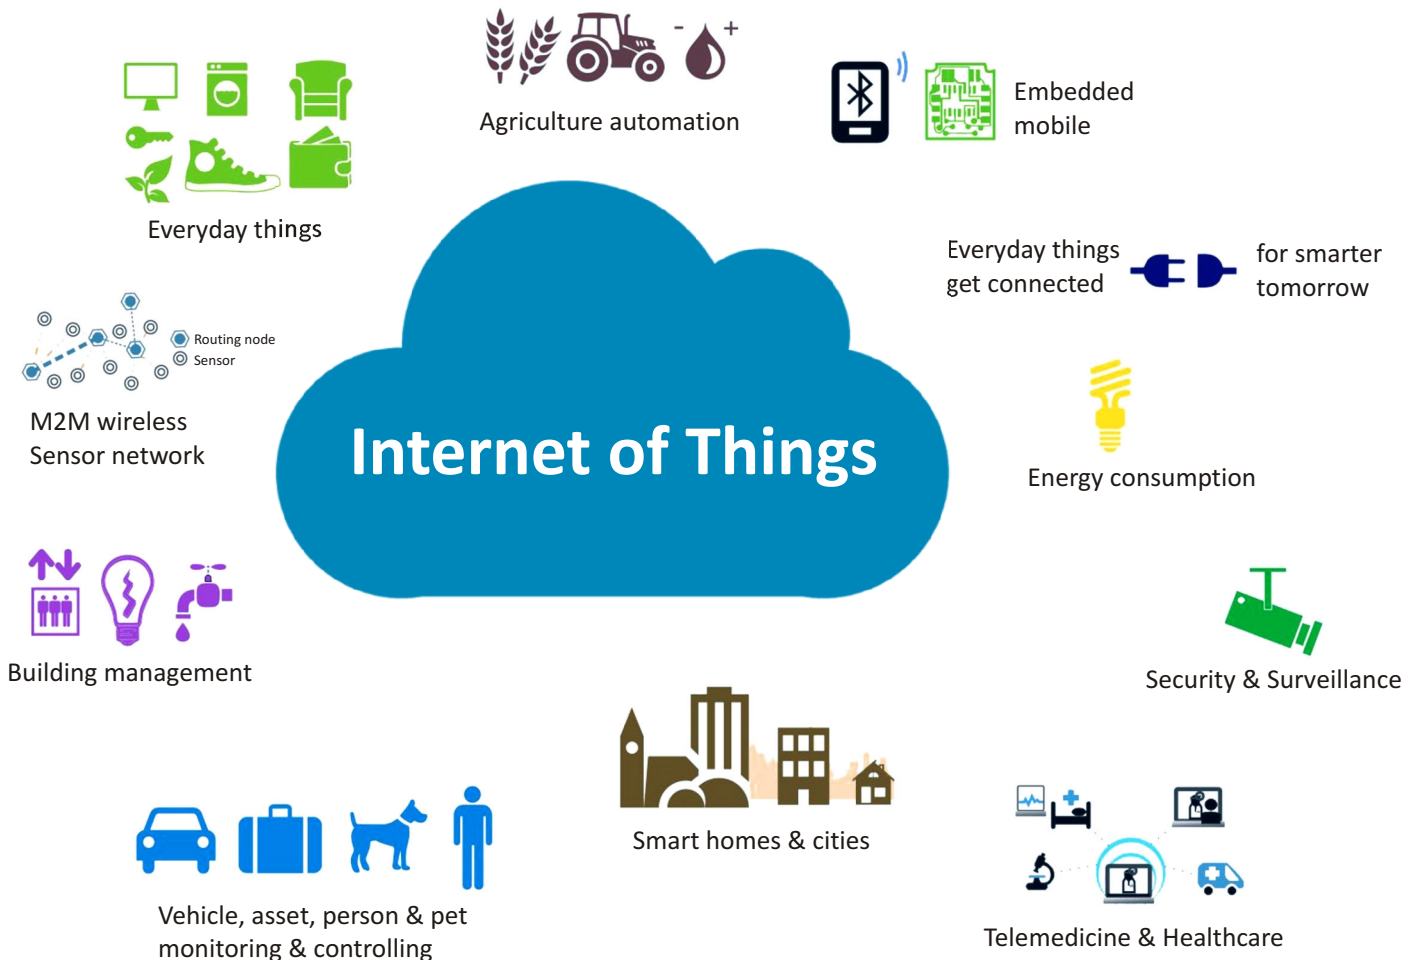 Agriculture automation
Embedded
mobile
Everyday things
Everyday things
get connected
for smarter
tomorrow
Routing node
Sensor
M2M wireless
Sensor network
Internet of Things
Energy consumption
Building management
Security & Surveillance
Smart homes & cities
Vehicle, asset, person & pet
monitoring & controlling
Telemedicine & Healthcare